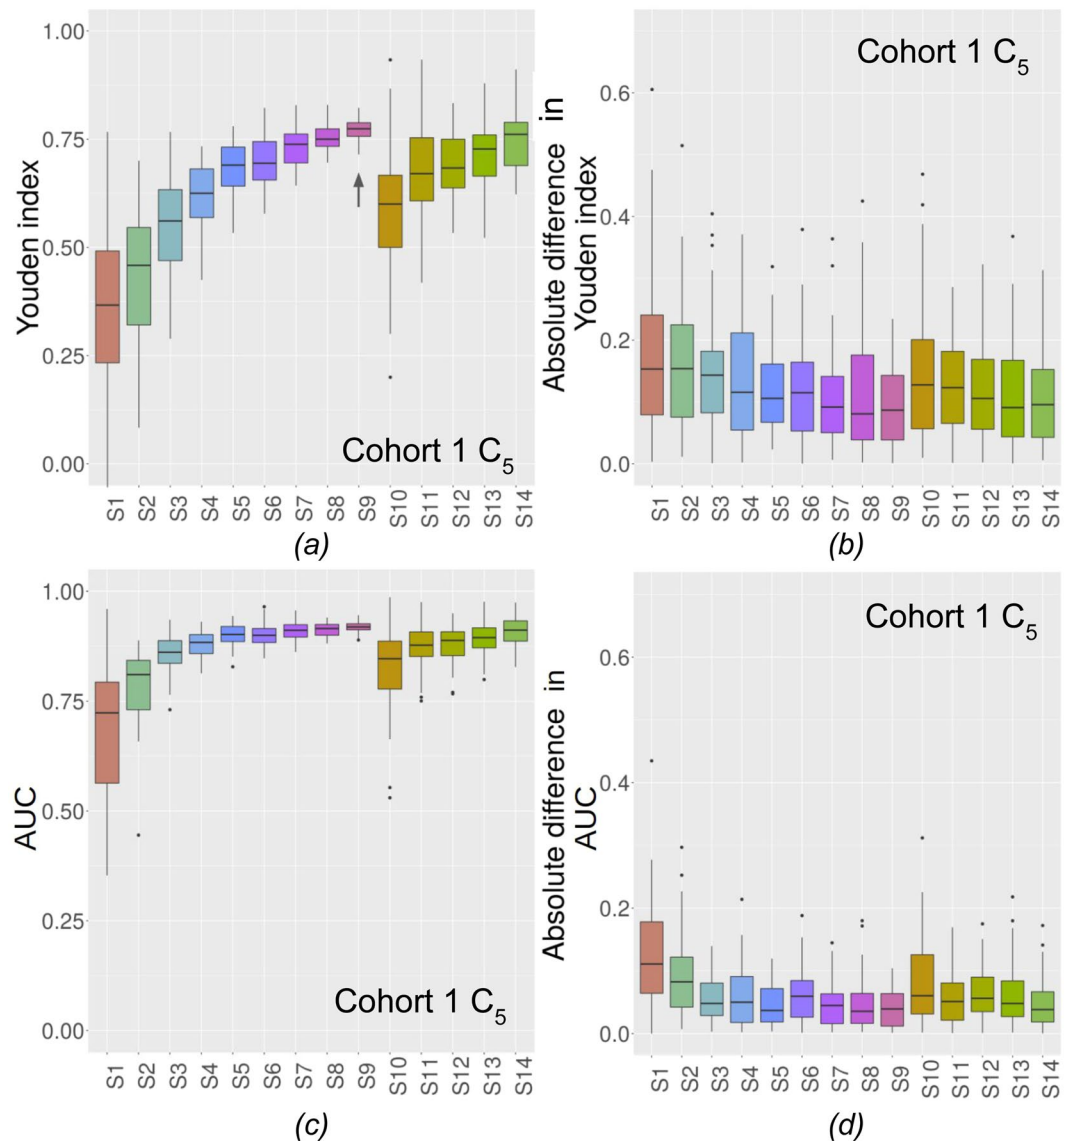 Youden index
1.00
0.75
0.50
0.25
0.00
Cohort 1 C5
S1 S2 S3 S4 S5 S6 S7 S8 S9 S10 S11 S12 S13 S14
(a)
Absolute difference in
Youden index
0.6
0.4
0.2
0.0
Cohort 1 C5
S1 S2 S3 S4 S5 S6 S7 S8 S9 S10 S11 S12 S13 S14
(b)
AUC
1.00
0.75
0.50
0.25
0.00
Cohort 1 C5
S1 S2 S3 S4 S5 S6 S7 S8 S9 S10 S11 S12 S13 S14
(c)
Absolute difference in
AUC
0.6
0.4
0.2
0.0
Cohort 1 C5
S1 S2 S3 S4 S5 S6 S7 S8 S9 S10 S11 S12 S13 S14
(d)